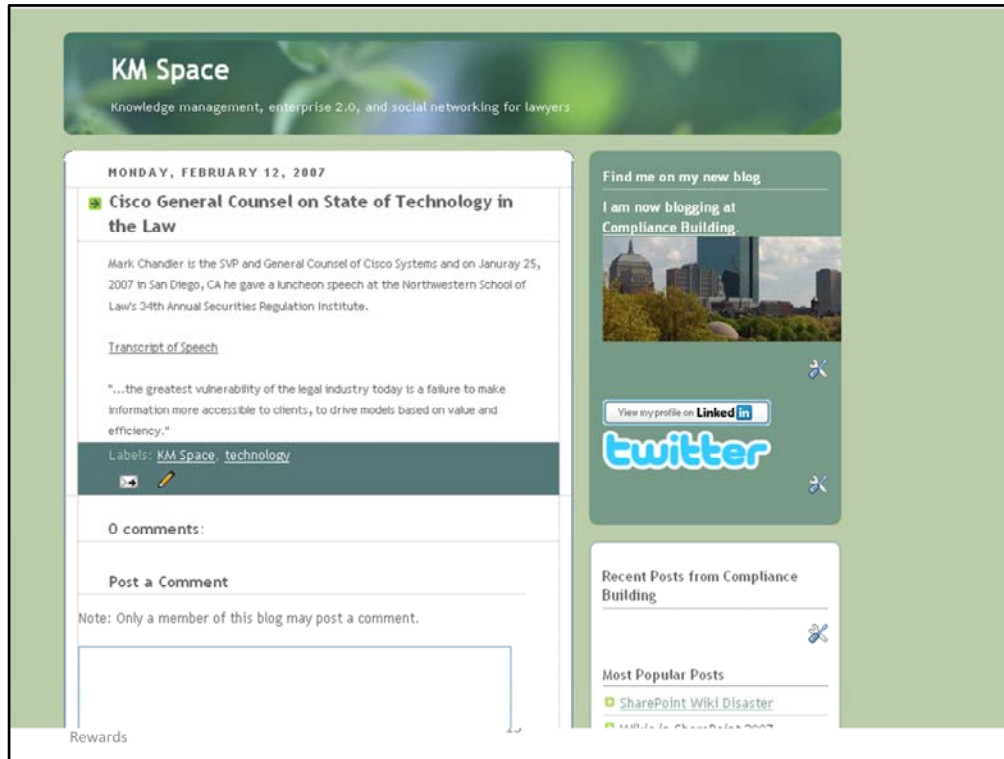 KM Space
Knowledge management, enterprise 2.0, and social networking for lawyers
MONDAY, FEBRUARY 12, 2007
Cisco General Counsel on State of Technology in
the Law
Mark Chandler is the SVP and General Counsel of Cisco Systems and on Januray 25,
2007 in San Diego, CA he gave a luncheon speech at the Northwestern School of
Law's 34th Annual Securities Regulation Institute.
Transcript of Speech
"...the greatest vulnerability of the legal industry today is a failure to make
information more accessible to clients, to drive models based on value and
efficiency."
Labels: KM Space, technology
0 comments:
Post a Comment
Note: Only a member of this blog may post a comment.
Find me on my new blog
I am now blogging at
Compliance Building.
View my profile on Linked in
twitter
Recent Posts from Compliance
Building
Most Popular Posts
SharePoint Wiki Disaster
Wikis in SharePoint 2007
Rewards